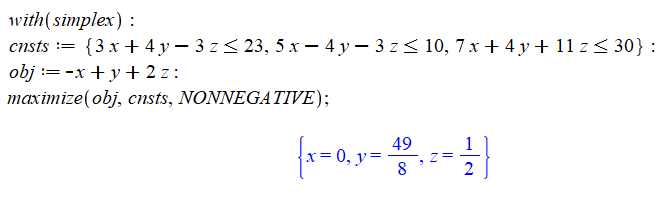 with(simplex) :
cnsts := {3 x + 4 y − 3 z ≤ 23, 5 x − 4 y − 3 z ≤ 10, 7 x + 4 y + 11 z ≤ 30} :
obj := -x + y + 2 z :
maximize(obj, cnsts, NONNEGATIVE);
{x = 0, y = 49/8, z = 1/2}